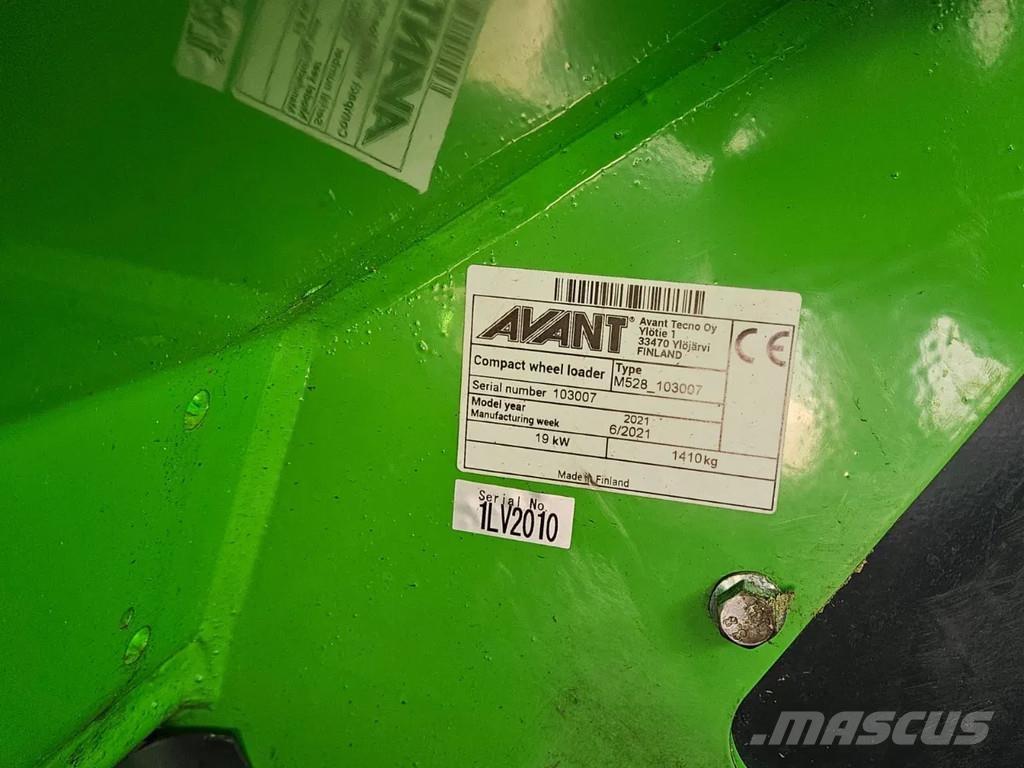 AVANT®
Avant Tecno Oy
Ylötie 1
33470 Ylöjärvi
FINLAND
CE
Compact wheel loader
Type
M528_103007
Serial number 103007
Model year 2021
Manufacturing week 6/2021
19 kW
1410kg
Made in Finland
Serial No.
1LV2010
MASCUS